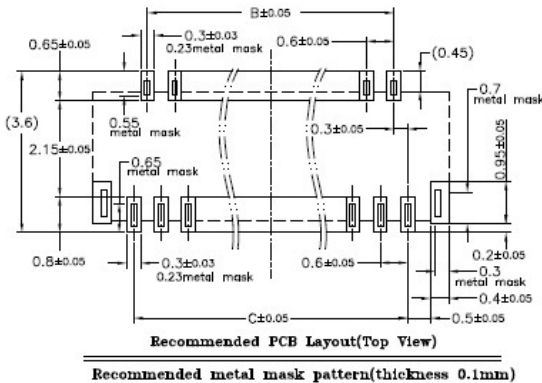 B±0.05
0.3±0.03
0.23metal mask
0.6±0.05
0.65±0.05
(0.45)
0.7
metal mask
(3.6)
0.55
metal mask
0.3±0.05
2.15±0.05
0.65
metal mask
0.95±0.05
0.8±0.05
0.3±0.03
0.23metal mask
0.6±0.05
0.2±0.05
0.3
metal mask
0.4±0.05
C±0.05
0.5±0.05
Recommended PCB Layout(Top View)
Recommended metal mask pattern(thickness 0.1mm)